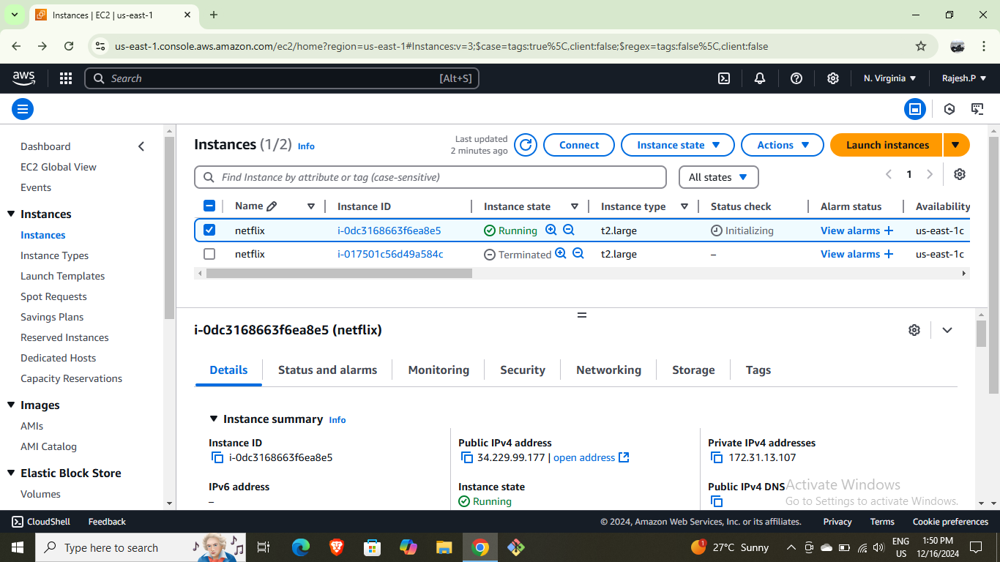 Instances | EC2 | us-east-1
us-east-1.console.aws.amazon.com/ec2/home?region=us-east-1#Instances:v=3;$case=tags:true%5C,client:false;$regex=tags:false%5C,client:false
aws
Search [Alt+S]
N. Virginia
Rajesh.P
Dashboard
EC2 Global View
Events
Instances
Instances
Instance Types
Launch Templates
Spot Requests
Savings Plans
Reserved Instances
Dedicated Hosts
Capacity Reservations
Images
AMIs
AMI Catalog
Elastic Block Store
Volumes
Instances (1/2) Info
Last updated
2 minutes ago
Connect
Instance state
Actions
Launch instances
Find Instance by attribute or tag (case-sensitive)
All states
1
Name Instance ID Instance state Instance type Status check Alarm status Availability
netflix i-0dc3168663f6ea8e5 Running t2.large Initializing View alarms + us-east-1c
netflix i-017501c56d49a584c Terminated t2.large – View alarms + us-east-1c
i-0dc3168663f6ea8e5 (netflix)
Details Status and alarms Monitoring Security Networking Storage Tags
Instance summary Info
Instance ID
i-0dc3168663f6ea8e5
Public IPv4 address
34.229.99.177 | open address
Private IPv4 addresses
172.31.13.107
IPv6 address
–
Instance state
Running
Public IPv4 DNS
Activate Windows
Go to Settings to activate Windows.
CloudShell Feedback
© 2024, Amazon Web Services, Inc. or its affiliates. Privacy Terms Cookie preferences
Type here to search
1
27°C Sunny
ENG
US
1:50 PM
12/16/2024